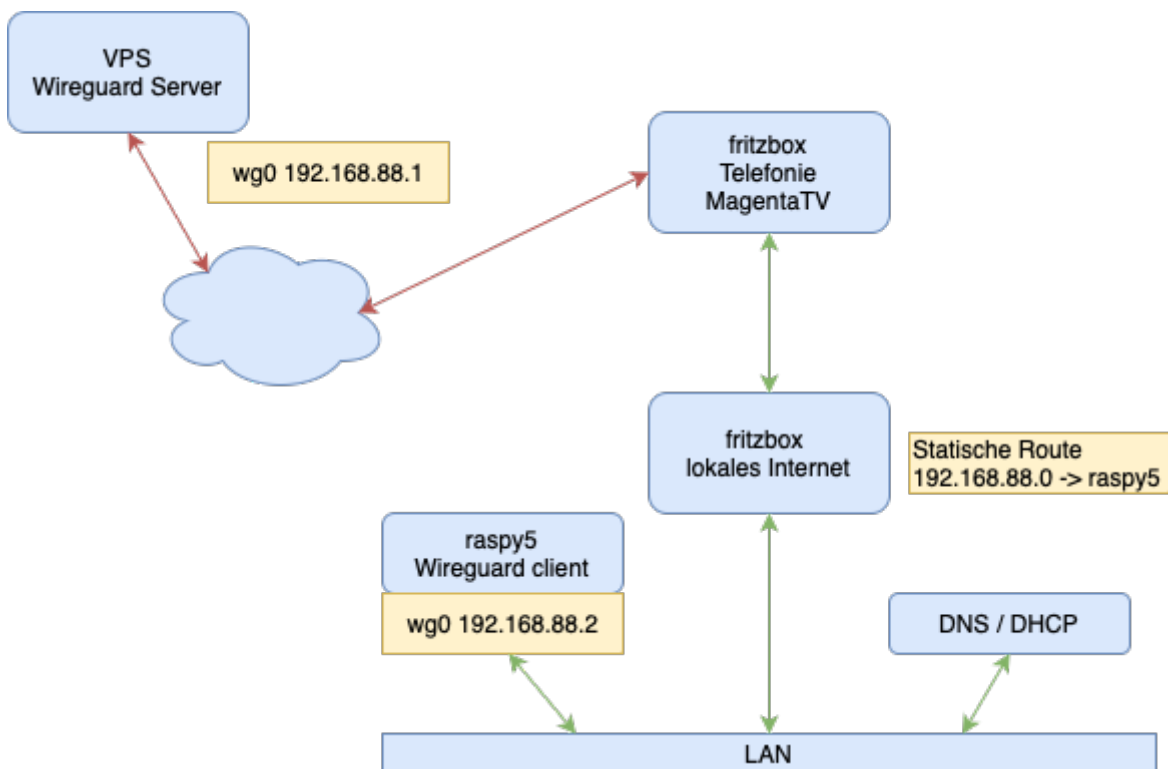 VPS
Wireguard Server
wg0 192.168.88.1
fritzbox
Telefonie
MagentaTV
fritzbox
lokales Internet
Statische Route
192.168.88.0 -> raspy5
raspy5
Wireguard client
wg0 192.168.88.2
DNS / DHCP
LAN